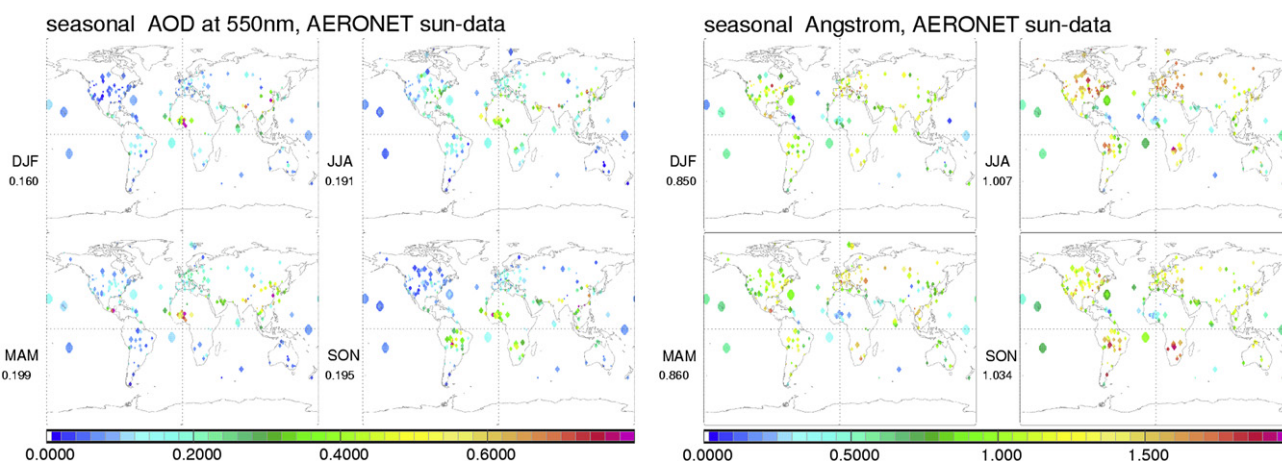 seasonal AOD at 550nm, AERONET sun-data
DJF
0.160
JJA
0.191
MAM
0.199
SON
0.195
0.0000 0.2000 0.4000 0.6000
seasonal Angstrom, AERONET sun-data
DJF
0.850
JJA
1.007
MAM
0.860
SON
1.034
0.0000 0.5000 1.000 1.500